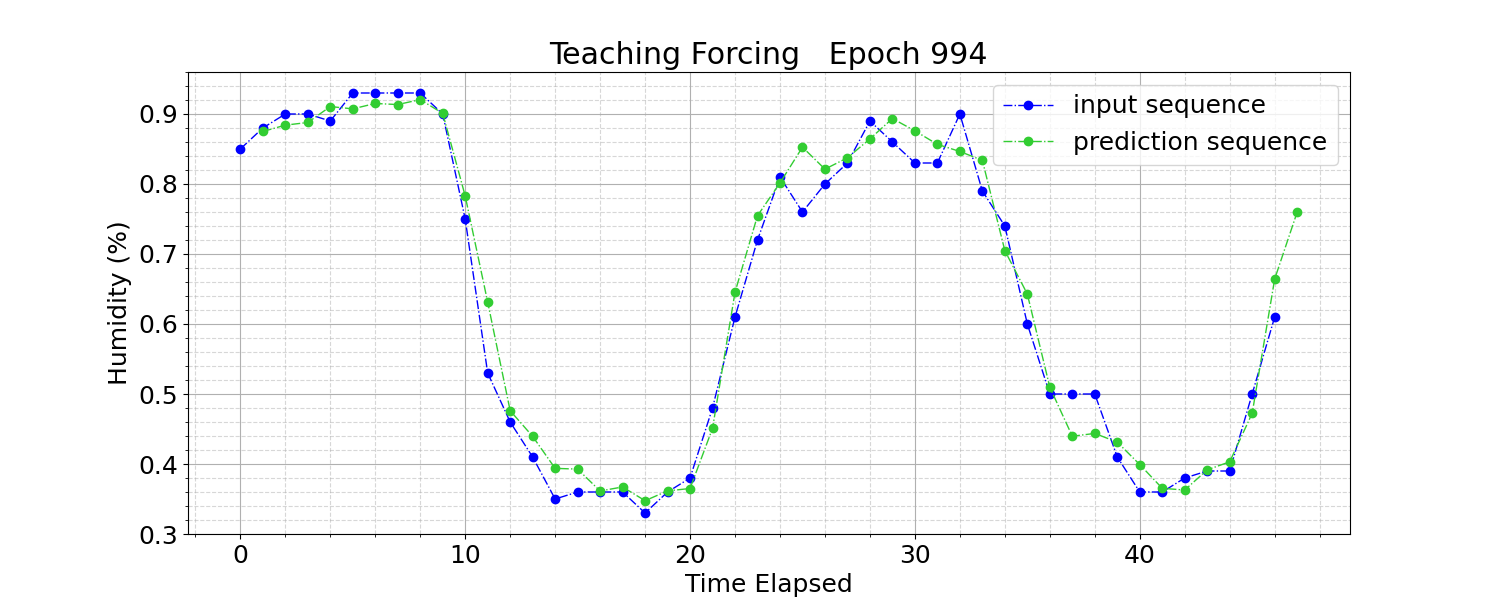 Teaching Forcing   Epoch 994
input sequence
prediction sequence
Humidity (%)
0.9
0.8
0.7
0.6
0.5
0.4
0.3
0 10 20 30 40
Time Elapsed